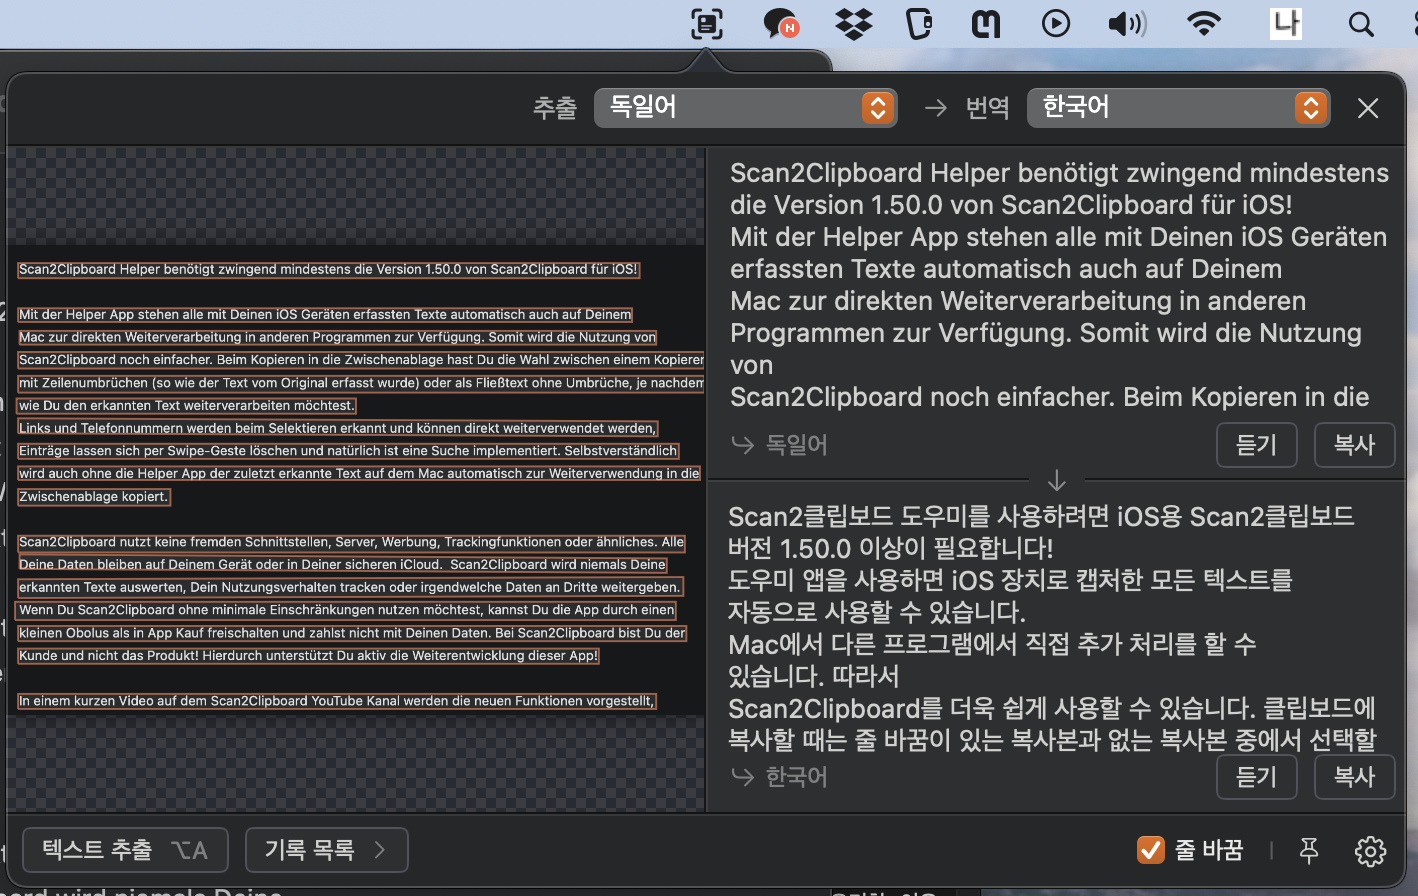 추출 독일어 → 번역 한국어
Scan2Clipboard Helper benötigt zwingend mindestens die Version 1.50.0 von Scan2Clipboard für iOS!
Mit der Helper App stehen alle mit Deinen iOS Geräten erfassten Texte automatisch auch auf Deinem
Mac zur direkten Weiterverarbeitung in anderen Programmen zur Verfügung. Somit wird die Nutzung von
Scan2Clipboard noch einfacher. Beim Kopieren in die Zwischenablage hast Du die Wahl zwischen einem Kopieren
mit Zeilenumbrüchen (so wie der Text vom Original erfasst wurde) oder als Fließtext ohne Umbrüche, je nachdem
wie Du den erkannten Text weiterverarbeiten möchtest.
Links und Telefonnummern werden beim Selektieren erkannt und können direkt weiterverwendet werden,
Einträge lassen sich per Swipe-Geste löschen und natürlich ist eine Suche implementiert. Selbstverständlich
wird auch ohne die Helper App der zuletzt erkannte Text auf dem Mac automatisch zur Weiterverwendung in die
Zwischenablage kopiert.
Scan2Clipboard nutzt keine fremden Schnittstellen, Server, Werbung, Trackingfunktionen oder ähnliches. Alle
Deine Daten bleiben auf Deinem Gerät oder in Deiner sicheren iCloud. Scan2Clipboard wird niemals Deine
erkannten Texte auswerten, Dein Nutzungsverhalten tracken oder irgendwelche Daten an Dritte weitergeben.
Wenn Du Scan2Clipboard ohne minimale Einschränkungen nutzen möchtest, kannst Du die App durch einen
kleinen Obolus als in App Kauf freischalten und zahlst nicht mit Deinen Daten. Bei Scan2Clipboard bist Du der
Kunde und nicht das Produkt! Hierdurch unterstützt Du aktiv die Weiterentwicklung dieser App!
In einem kurzen Video auf dem Scan2Clipboard YouTube Kanal werden die neuen Funktionen vorgestellt,
Scan2Clipboard Helper benötigt zwingend mindestens
die Version 1.50.0 von Scan2Clipboard für iOS!
Mit der Helper App stehen alle mit Deinen iOS Geräten
erfassten Texte automatisch auch auf Deinem
Mac zur direkten Weiterverarbeitung in anderen
Programmen zur Verfügung. Somit wird die Nutzung
von
Scan2Clipboard noch einfacher. Beim Kopieren in die
독일어 듣기 복사
Scan2클립보드 도우미를 사용하려면 iOS용 Scan2클립보드
버전 1.50.0 이상이 필요합니다!
도우미 앱을 사용하면 iOS 장치로 캡처한 모든 텍스트를
자동으로 사용할 수 있습니다.
Mac에서 다른 프로그램에서 직접 추가 처리를 할 수
있습니다. 따라서
Scan2Clipboard를 더욱 쉽게 사용할 수 있습니다. 클립보드에
복사할 때는 줄 바꿈이 있는 복사본과 없는 복사본 중에서 선택할
한국어 듣기 복사
텍스트 추출 ⌥A 기록 목록 줄 바꿈
나